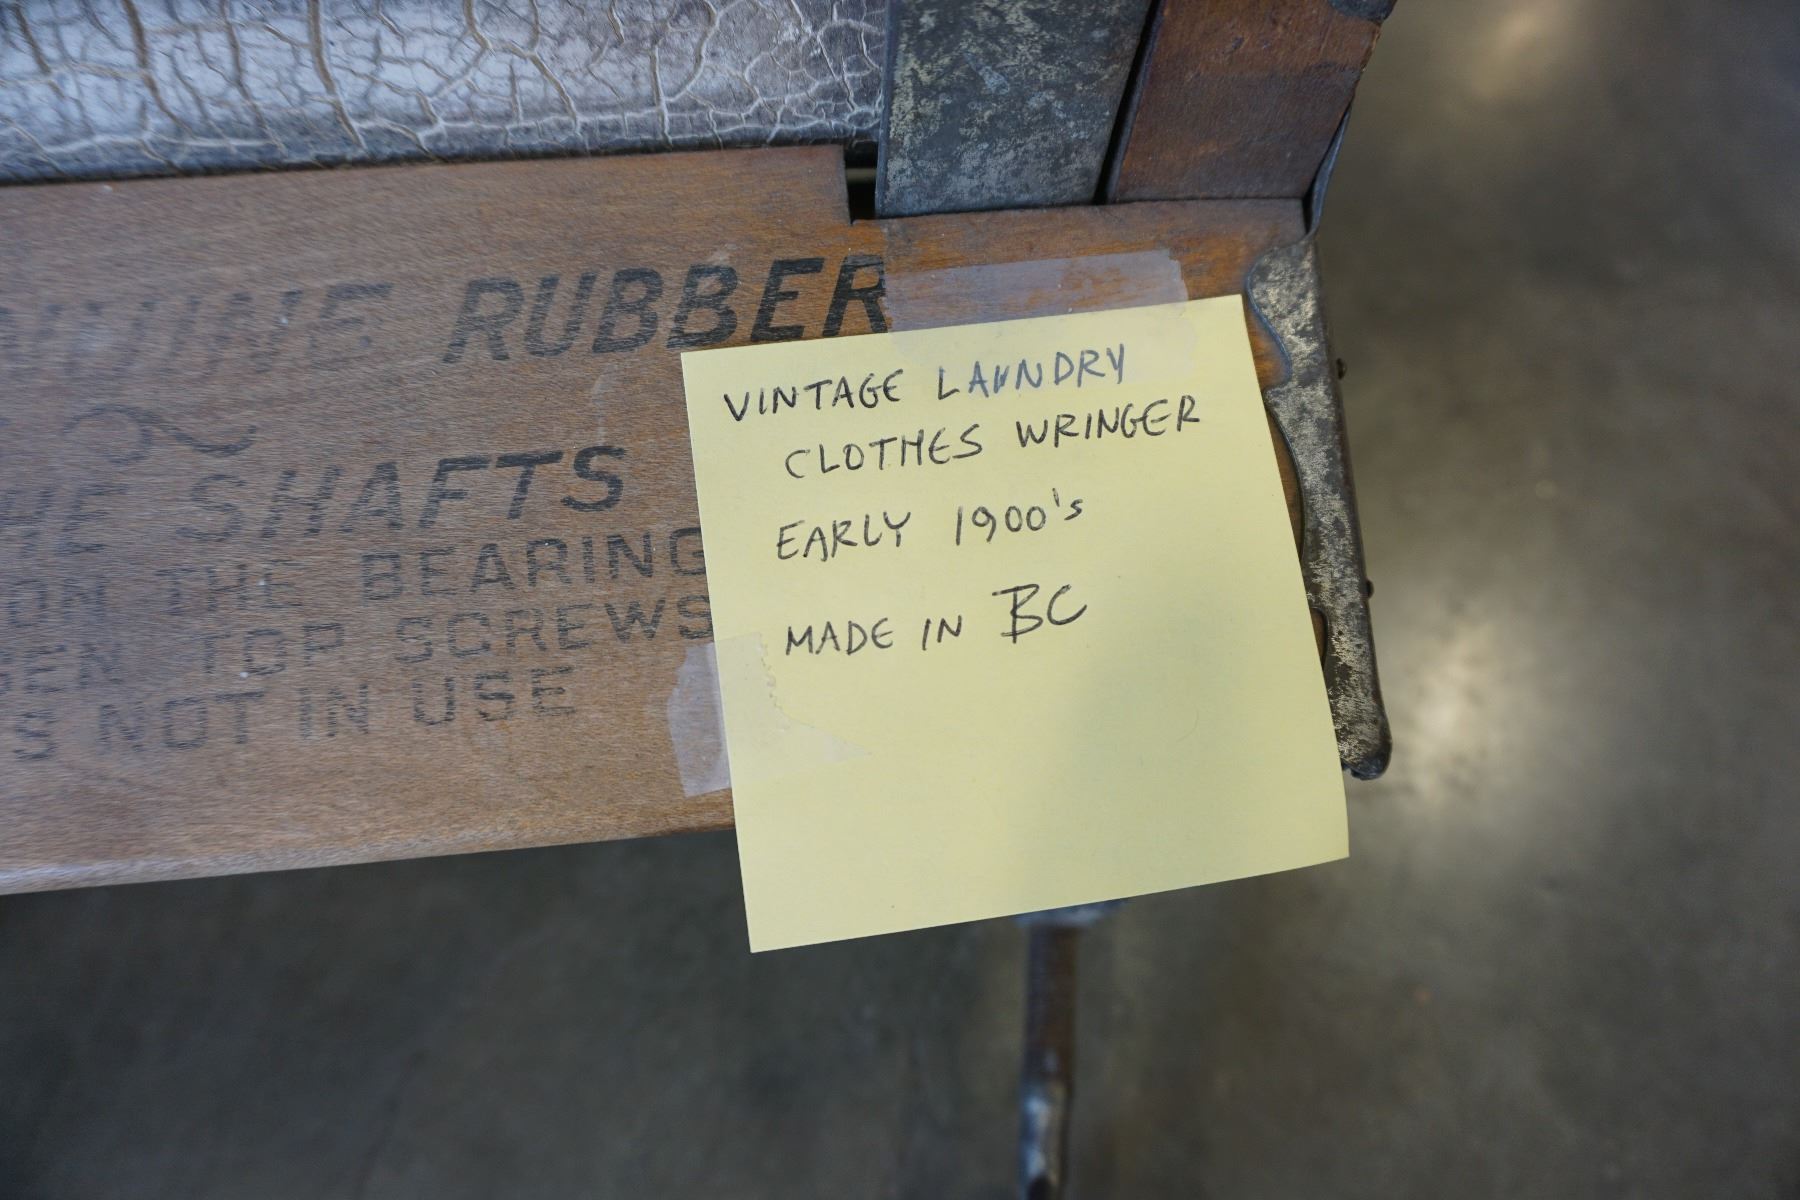 RUBBER
SHAFTS
ON THE BEARING
TOP SCREWS
NOT IN USE
VINTAGE LAUNDRY
CLOTHES WRINGER
EARLY 1900's
MADE IN BC